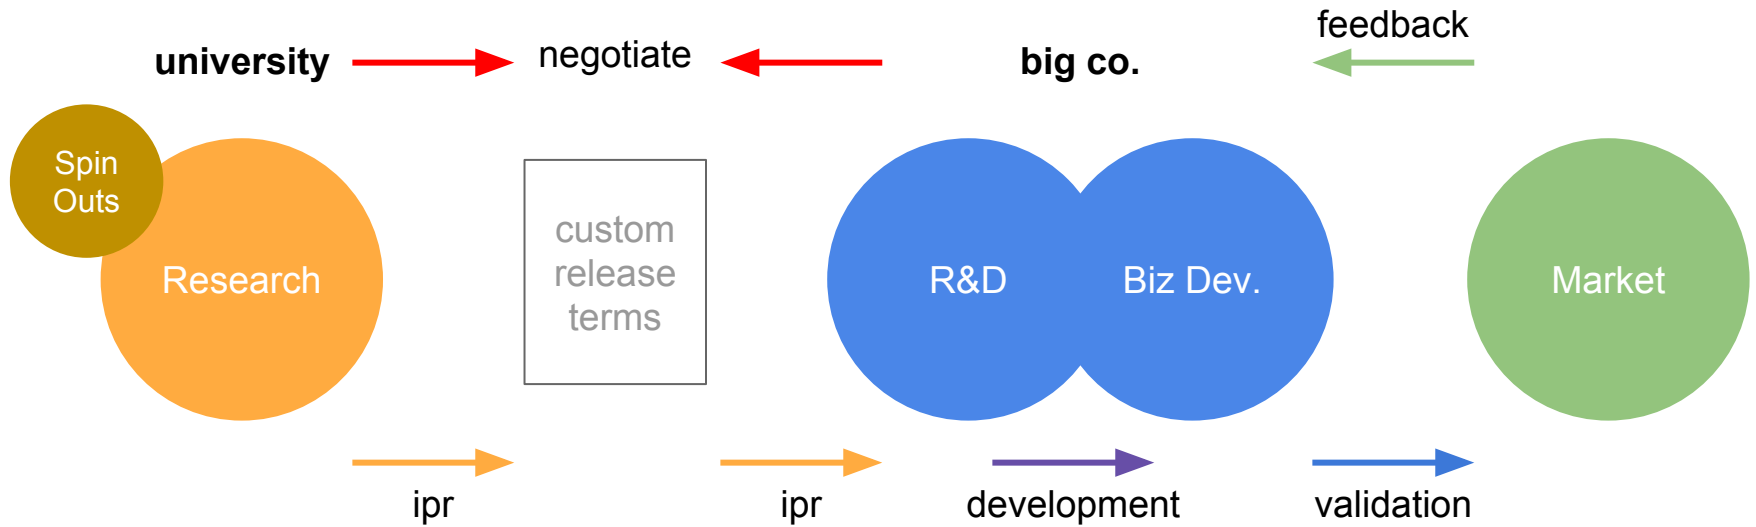 university
negotiate
big co.
feedback
Spin
Outs
Research
custom
release
terms
R&D
Biz Dev.
Market
ipr
ipr
development
validation